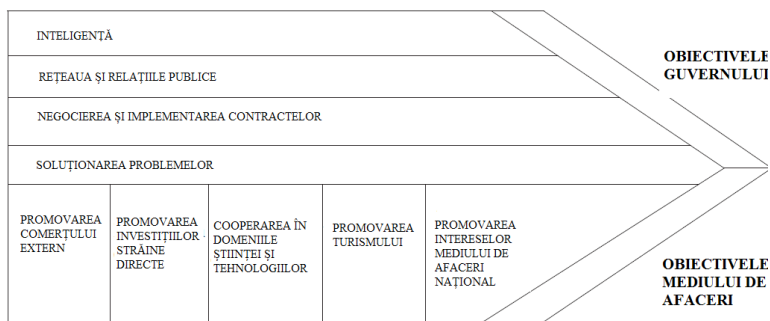 INTELIGENȚĂ
REȚEAUA ȘI RELAȚIILE PUBLICE
NEGOCIEREA ȘI IMPLEMENTAREA CONTRACTELOR
SOLUȚIONAREA PROBLEMELOR
PROMOVAREA
COMERȚULUI
EXTERN
PROMOVAREA
INVESTIȚIILOR
STRĂINE
DIRECTE
COOPERAREA ÎN
DOMENIILE
ȘTIINȚEI ȘI
TEHNOLOGIILOR
PROMOVAREA
TURISMULUI
PROMOVAREA
INTERESELOR
MEDIULUI DE
AFACERI
NAȚIONAL
OBIECTIVELE
GUVERNULUI
OBIECTIVELE
MEDIULUI DE
AFACERI